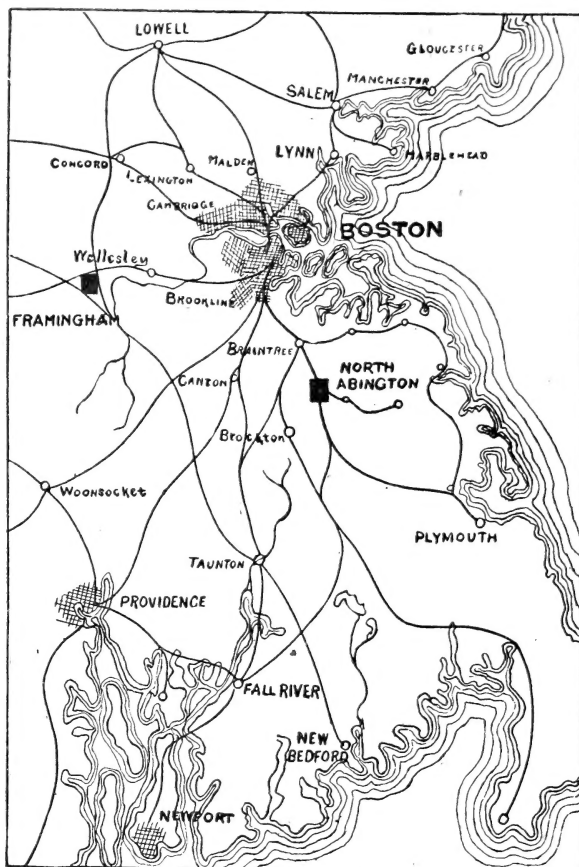 LOWELL
GLOUCESTER
MANCHESTER
SALEM
LYNN
MARBLEHEAD
MALDEN
CONCORD
LEXINGTON
CAMBRIDGE
BOSTON
Wellesley
BROOKLINE
FRAMINGHAM
BRAINTREE
NORTH
ABINGTON
CANTON
BROCKTON
WOONSOCKET
PLYMOUTH
TAUNTON
PROVIDENCE
FALL RIVER
NEW
BEDFORD
NEWPORT